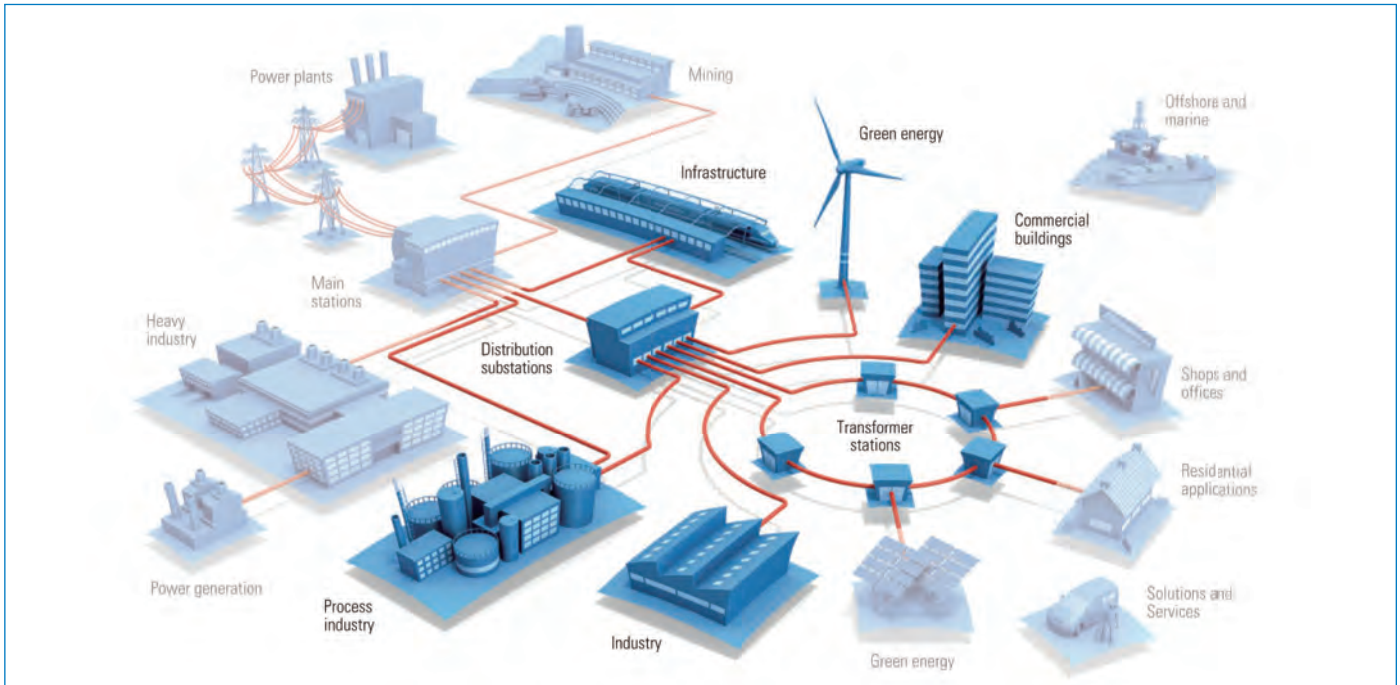 Power plants
Mining
Offshore and
marine
Green energy
Infrastructure
Commercial
buildings
Main
stations
Heavy
industry
Distribution
substations
Shops and
offices
Transformer
stations
Residential
applications
Power generation
Process
industry
Industry
Green energy
Solutions and
Services